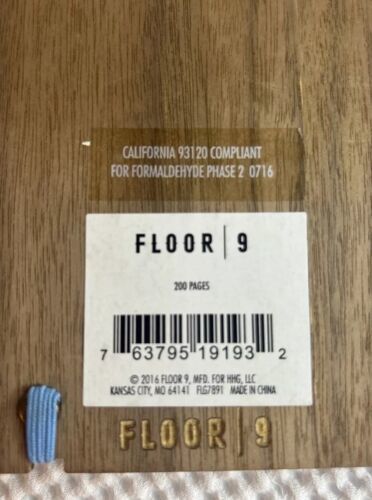 CALIFORNIA 93120 COMPLIANT
FOR FORMALDEHYDE PHASE 2 0716
FLOOR | 9
200 PAGES
7 63795 19193 2
© 2016 FLOOR 9, MFD. FOR HHG, LLC
KANSAS CITY, MO 64141 FLG7891 MADE IN CHINA
FLOOR | 9